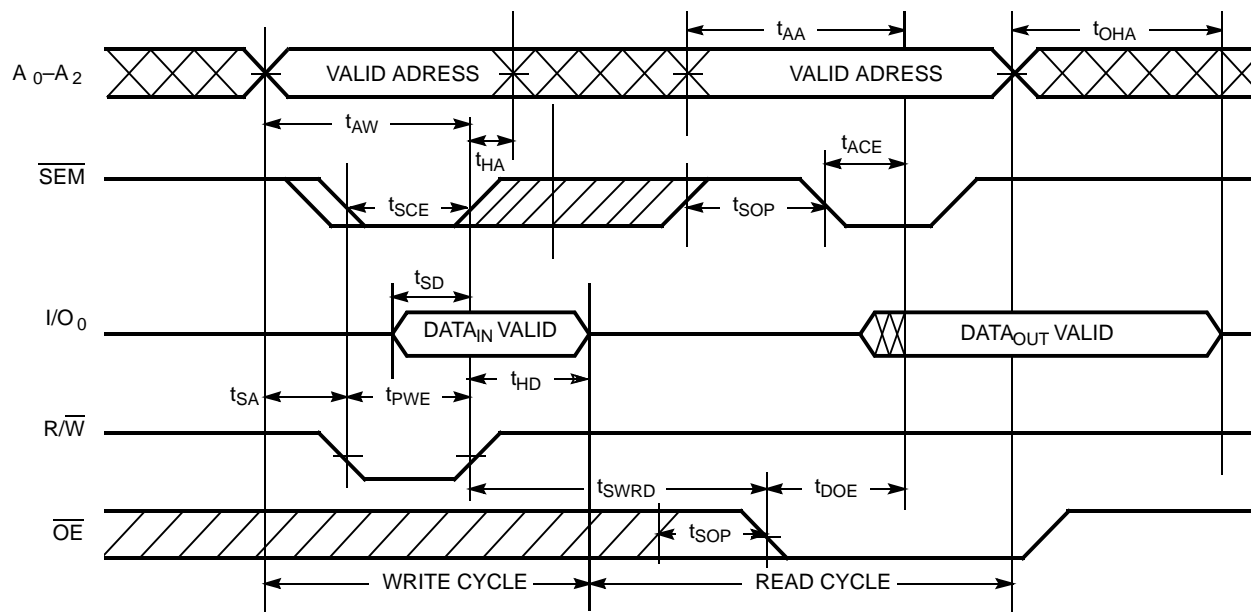 tAA tOHA
A0–A2 VALID ADRESS VALID ADRESS
tAW tHA tACE
SEM tSCE tSOP
tSD
I/O0 DATAIN VALID DATAOUT VALID
tSA tPWE tHD
R/W
tSWRD tDOE
OE tSOP
WRITE CYCLE READ CYCLE